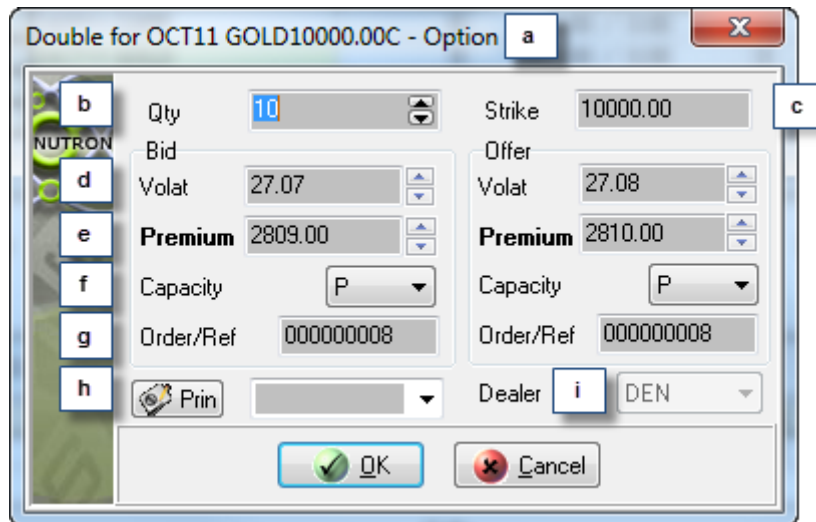 Double for OCT11 GOLD10000.00C - Option a
b Qty 10 Strike 10000.00 c
NUTRON
Bid Offer
d Volat 27.07 Volat 27.08
e Premium 2809.00 Premium 2810.00
f Capacity P Capacity P
g Order/Ref 000000008 Order/Ref 000000008
h Prin Dealer i DEN
OK Cancel